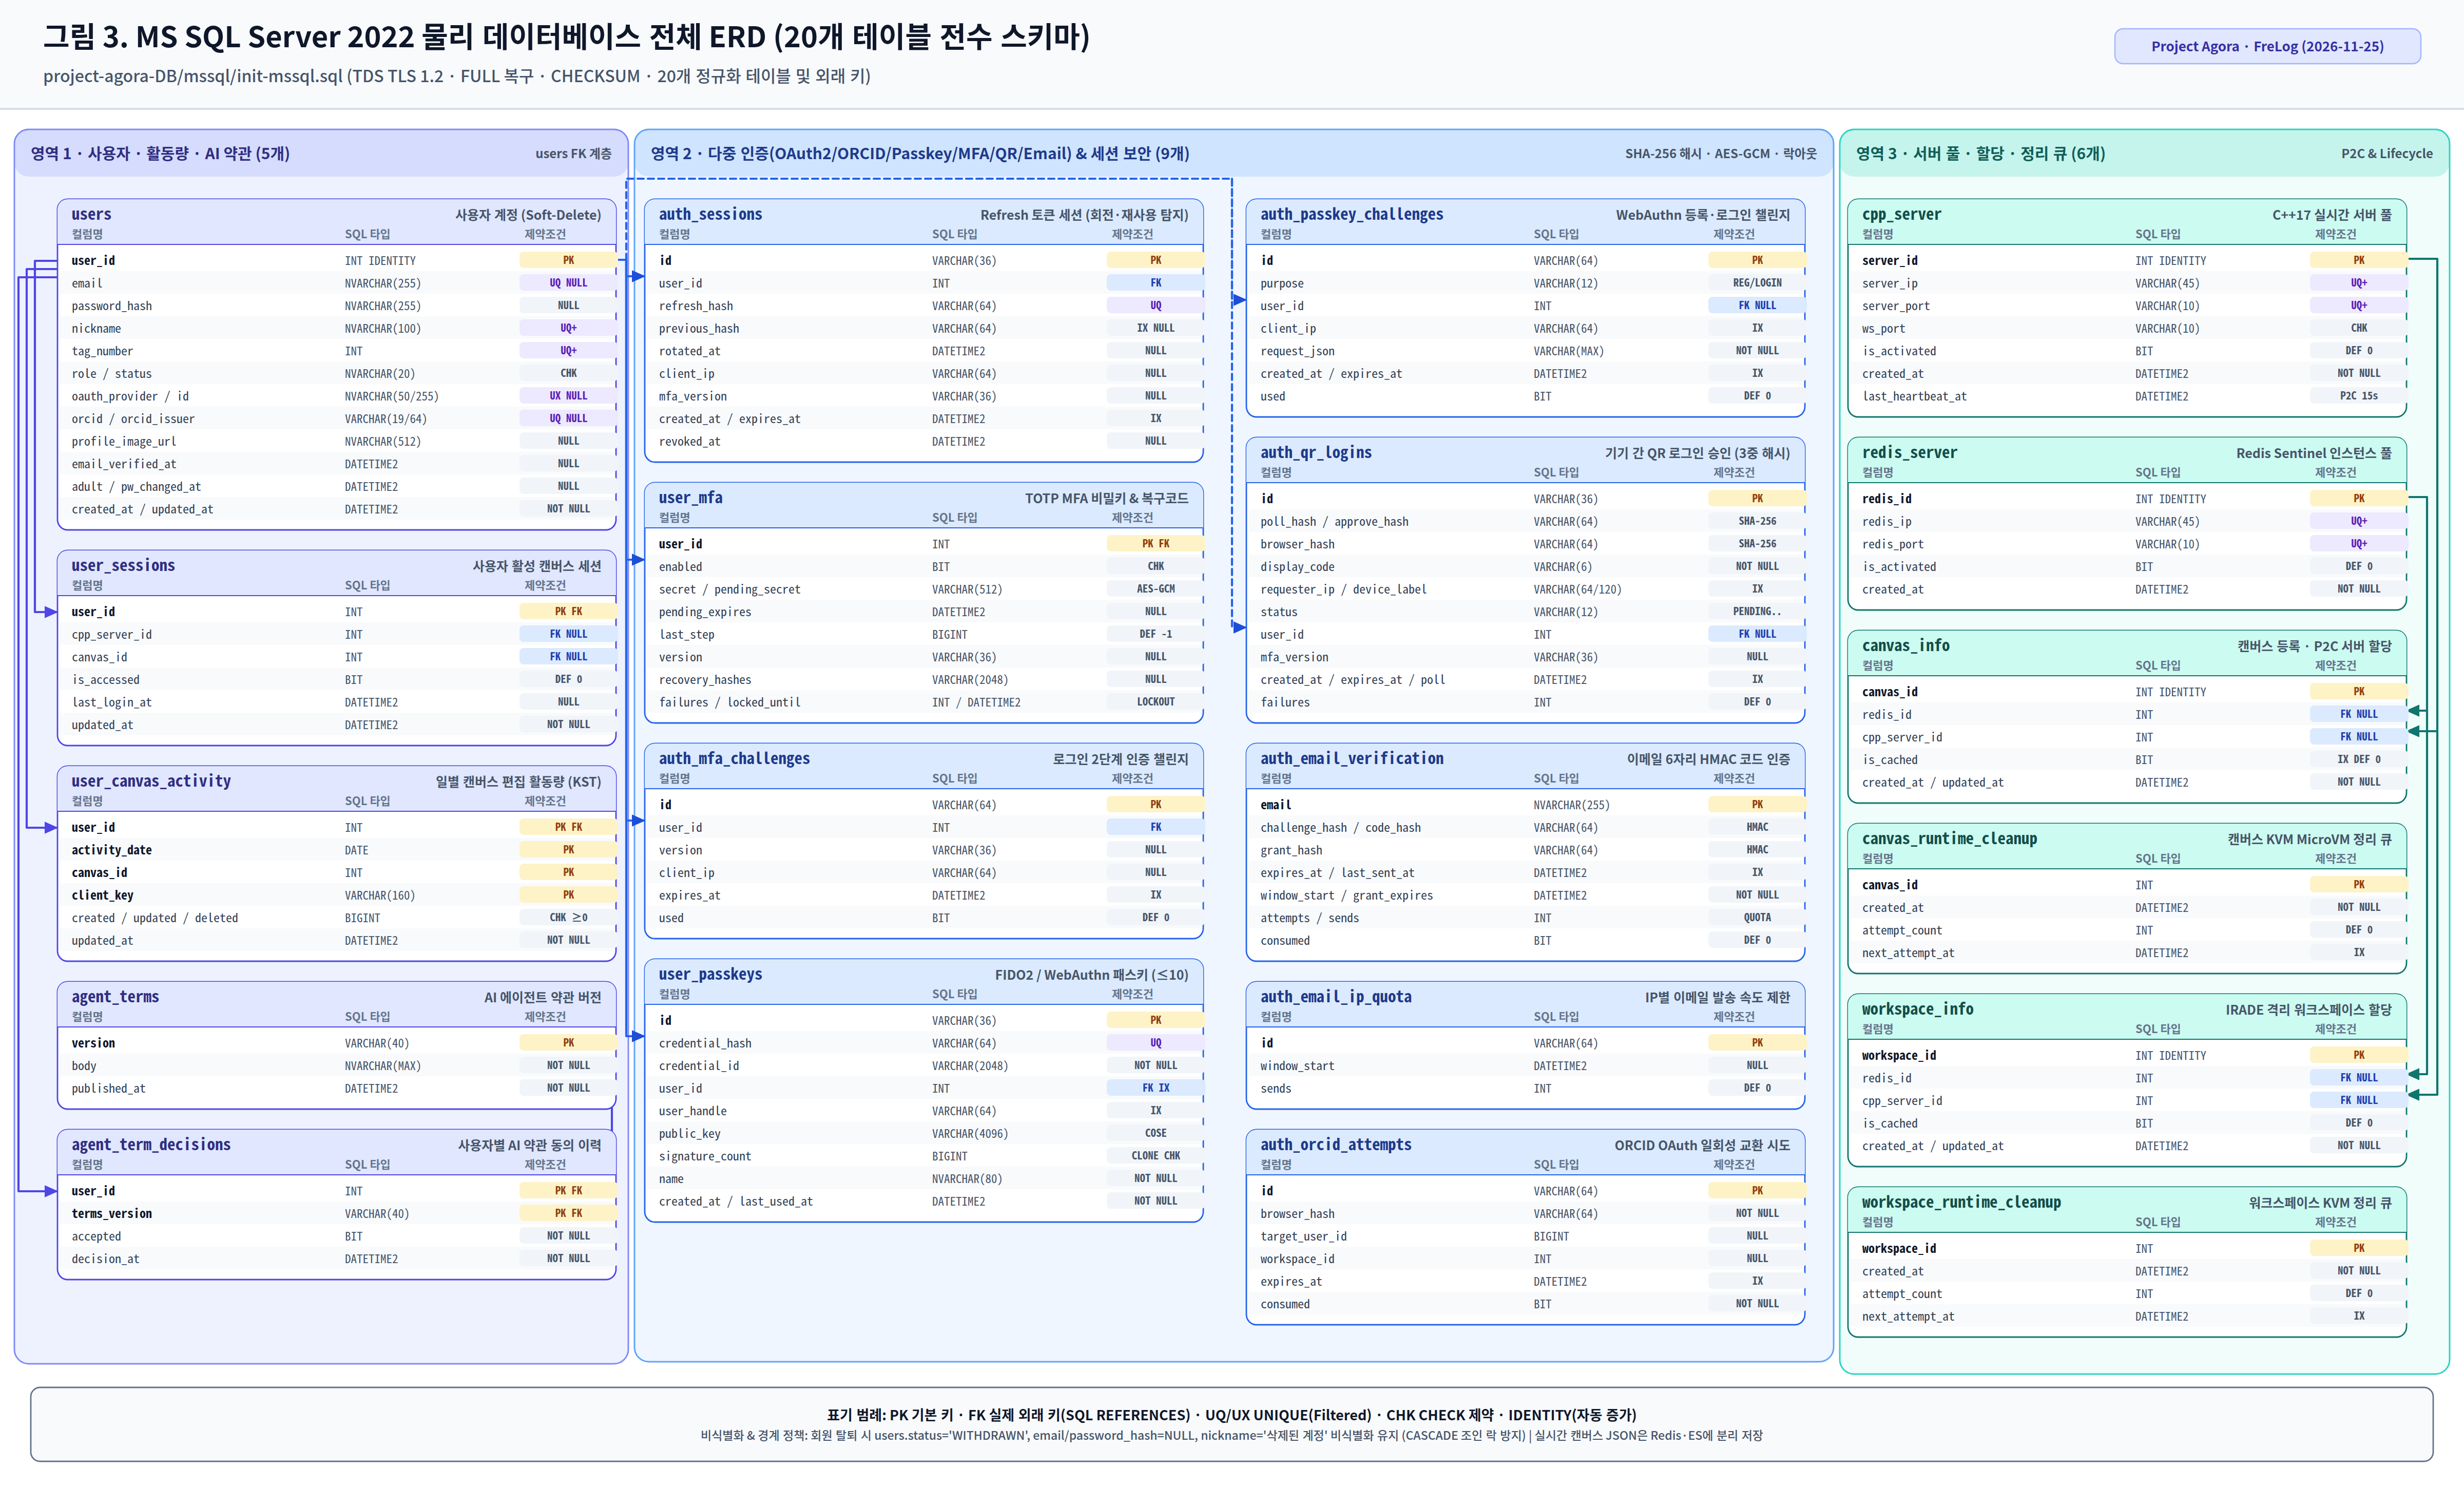 그림 3. MS SQL Server 2022 물리 데이터베이스 전체 ERD (20개 테이블 전수 스키마)
project-agora-DB/mssql/init-mssql.sql (TDS TLS 1.2 · FULL 복구 · CHECKSUM · 20개 정규화 테이블 및 외래 키)
Project Agora · FreLog (2026-11-25)
영역 1 · 사용자 · 활동량 · AI 약관 (5개) users FK 계층
users 사용자 계정 (Soft-Delete)
컬럼명 SQL 타입 제약조건
user_id INT IDENTITY PK
email NVARCHAR(255) UQ NULL
password_hash NVARCHAR(255) NULL
nickname NVARCHAR(100) UQ+
tag_number INT UQ+
role / status NVARCHAR(20) CHK
oauth_provider / id NVARCHAR(50/255) UX NULL
orcid / orcid_issuer VARCHAR(19/64) UQ NULL
profile_image_url NVARCHAR(512) NULL
email_verified_at DATETIME2 NULL
adult / pw_changed_at DATETIME2 NULL
created_at / updated_at DATETIME2 NOT NULL
user_sessions 사용자 활성 캔버스 세션
컬럼명 SQL 타입 제약조건
user_id INT PK FK
cpp_server_id INT FK NULL
canvas_id INT FK NULL
is_accessed BIT DEF 0
last_login_at DATETIME2 NULL
updated_at DATETIME2 NOT NULL
user_canvas_activity 일별 캔버스 편집 활동량 (KST)
컬럼명 SQL 타입 제약조건
user_id INT PK FK
activity_date DATE PK
canvas_id INT PK
client_key VARCHAR(160) PK
created / updated / deleted BIGINT CHK ≥0
updated_at DATETIME2 NOT NULL
agent_terms AI 에이전트 약관 버전
컬럼명 SQL 타입 제약조건
version VARCHAR(40) PK
body NVARCHAR(MAX) NOT NULL
published_at DATETIME2 NOT NULL
agent_term_decisions 사용자별 AI 약관 동의 이력
컬럼명 SQL 타입 제약조건
user_id INT PK FK
terms_version VARCHAR(40) PK FK
accepted BIT NOT NULL
decision_at DATETIME2 NOT NULL
영역 2 · 다중 인증(OAuth2/ORCID/Passkey/MFA/QR/Email) & 세션 보안 (9개) SHA-256 해시 · AES-GCM · 락아웃
auth_sessions Refresh 토큰 세션 (회전·재사용 탐지)
컬럼명 SQL 타입 제약조건
id VARCHAR(36) PK
user_id INT FK
refresh_hash VARCHAR(64) UQ
previous_hash VARCHAR(64) IX NULL
rotated_at DATETIME2 NULL
client_ip VARCHAR(64) NULL
mfa_version VARCHAR(36) NULL
created_at / expires_at DATETIME2 IX
revoked_at DATETIME2 NULL
user_mfa TOTP MFA 비밀키 & 복구코드
컬럼명 SQL 타입 제약조건
user_id INT PK FK
enabled BIT CHK
secret / pending_secret VARCHAR(512) AES-GCM
pending_expires DATETIME2 NULL
last_step BIGINT DEF -1
version VARCHAR(36) NULL
recovery_hashes VARCHAR(2048) NULL
failures / locked_until INT / DATETIME2 LOCKOUT
auth_mfa_challenges 로그인 2단계 인증 챌린지
컬럼명 SQL 타입 제약조건
id VARCHAR(64) PK
user_id INT FK
version VARCHAR(36) NULL
client_ip VARCHAR(64) NULL
expires_at DATETIME2 IX
used BIT DEF 0
user_passkeys FIDO2 / WebAuthn 패스키 (≤10)
컬럼명 SQL 타입 제약조건
id VARCHAR(36) PK
credential_hash VARCHAR(64) UQ
credential_id VARCHAR(2048) NOT NULL
user_id INT FK IX
user_handle VARCHAR(64) IX
public_key VARCHAR(4096) COSE
signature_count BIGINT CLONE CHK
name NVARCHAR(80) NOT NULL
created_at / last_used_at DATETIME2 NOT NULL
auth_passkey_challenges WebAuthn 등록·로그인 챌린지
컬럼명 SQL 타입 제약조건
id VARCHAR(64) PK
purpose VARCHAR(12) REG/LOGIN
user_id INT FK NULL
client_ip VARCHAR(64) IX
request_json VARCHAR(MAX) NOT NULL
created_at / expires_at DATETIME2 IX
used BIT DEF 0
auth_qr_logins 기기 간 QR 로그인 승인 (3중 해시)
컬럼명 SQL 타입 제약조건
id VARCHAR(36) PK
poll_hash / approve_hash VARCHAR(64) SHA-256
browser_hash VARCHAR(64) SHA-256
display_code VARCHAR(6) NOT NULL
requester_ip / device_label VARCHAR(64/120) IX
status VARCHAR(12) PENDING..
user_id INT FK NULL
mfa_version VARCHAR(36) NULL
created_at / expires_at / poll DATETIME2 IX
failures INT DEF 0
auth_email_verification 이메일 6자리 HMAC 코드 인증
컬럼명 SQL 타입 제약조건
email NVARCHAR(255) PK
challenge_hash / code_hash VARCHAR(64) HMAC
grant_hash VARCHAR(64) HMAC
expires_at / last_sent_at DATETIME2 IX
window_start / grant_expires DATETIME2 NOT NULL
attempts / sends INT QUOTA
consumed BIT DEF 0
auth_email_ip_quota IP별 이메일 발송 속도 제한
컬럼명 SQL 타입 제약조건
id VARCHAR(64) PK
window_start DATETIME2 NULL
sends INT DEF 0
auth_orcid_attempts ORCID OAuth 일회성 교환 시도
컬럼명 SQL 타입 제약조건
id VARCHAR(64) PK
browser_hash VARCHAR(64) NOT NULL
target_user_id BIGINT NULL
workspace_id INT NULL
expires_at DATETIME2 IX
consumed BIT NOT NULL
영역 3 · 서버 풀 · 할당 · 정리 큐 (6개) P2C & Lifecycle
cpp_server C++17 실시간 서버 풀
컬럼명 SQL 타입 제약조건
server_id INT IDENTITY PK
server_ip VARCHAR(45) UQ+
server_port VARCHAR(10) UQ+
ws_port VARCHAR(10) CHK
is_activated BIT DEF 0
created_at DATETIME2 NOT NULL
last_heartbeat_at DATETIME2 P2C 15s
redis_server Redis Sentinel 인스턴스 풀
컬럼명 SQL 타입 제약조건
redis_id INT IDENTITY PK
redis_ip VARCHAR(45) UQ+
redis_port VARCHAR(10) UQ+
is_activated BIT DEF 0
created_at DATETIME2 NOT NULL
canvas_info 캔버스 등록 · P2C 서버 할당
컬럼명 SQL 타입 제약조건
canvas_id INT IDENTITY PK
redis_id INT FK NULL
cpp_server_id INT FK NULL
is_cached BIT IX DEF 0
created_at / updated_at DATETIME2 NOT NULL
canvas_runtime_cleanup 캔버스 KVM MicroVM 정리 큐
컬럼명 SQL 타입 제약조건
canvas_id INT PK
created_at DATETIME2 NOT NULL
attempt_count INT DEF 0
next_attempt_at DATETIME2 IX
workspace_info IRADE 격리 워크스페이스 할당
컬럼명 SQL 타입 제약조건
workspace_id INT IDENTITY PK
redis_id INT FK NULL
cpp_server_id INT FK NULL
is_cached BIT DEF 0
created_at / updated_at DATETIME2 NOT NULL
workspace_runtime_cleanup 워크스페이스 KVM 정리 큐
컬럼명 SQL 타입 제약조건
workspace_id INT PK
created_at DATETIME2 NOT NULL
attempt_count INT DEF 0
next_attempt_at DATETIME2 IX
표기 범례: PK 기본 키 · FK 실제 외래 키(SQL REFERENCES) · UQ/UX UNIQUE(Filtered) · CHK CHECK 제약 · IDENTITY(자동 증가)
비식별화 & 경계 정책: 회원 탈퇴 시 users.status='WITHDRAWN', email/password_hash=NULL, nickname='삭제된 계정' 비식별화 유지 (CASCADE 조인 락 방지) | 실시간 캔버스 JSON은 Redis·ES에 분리 저장